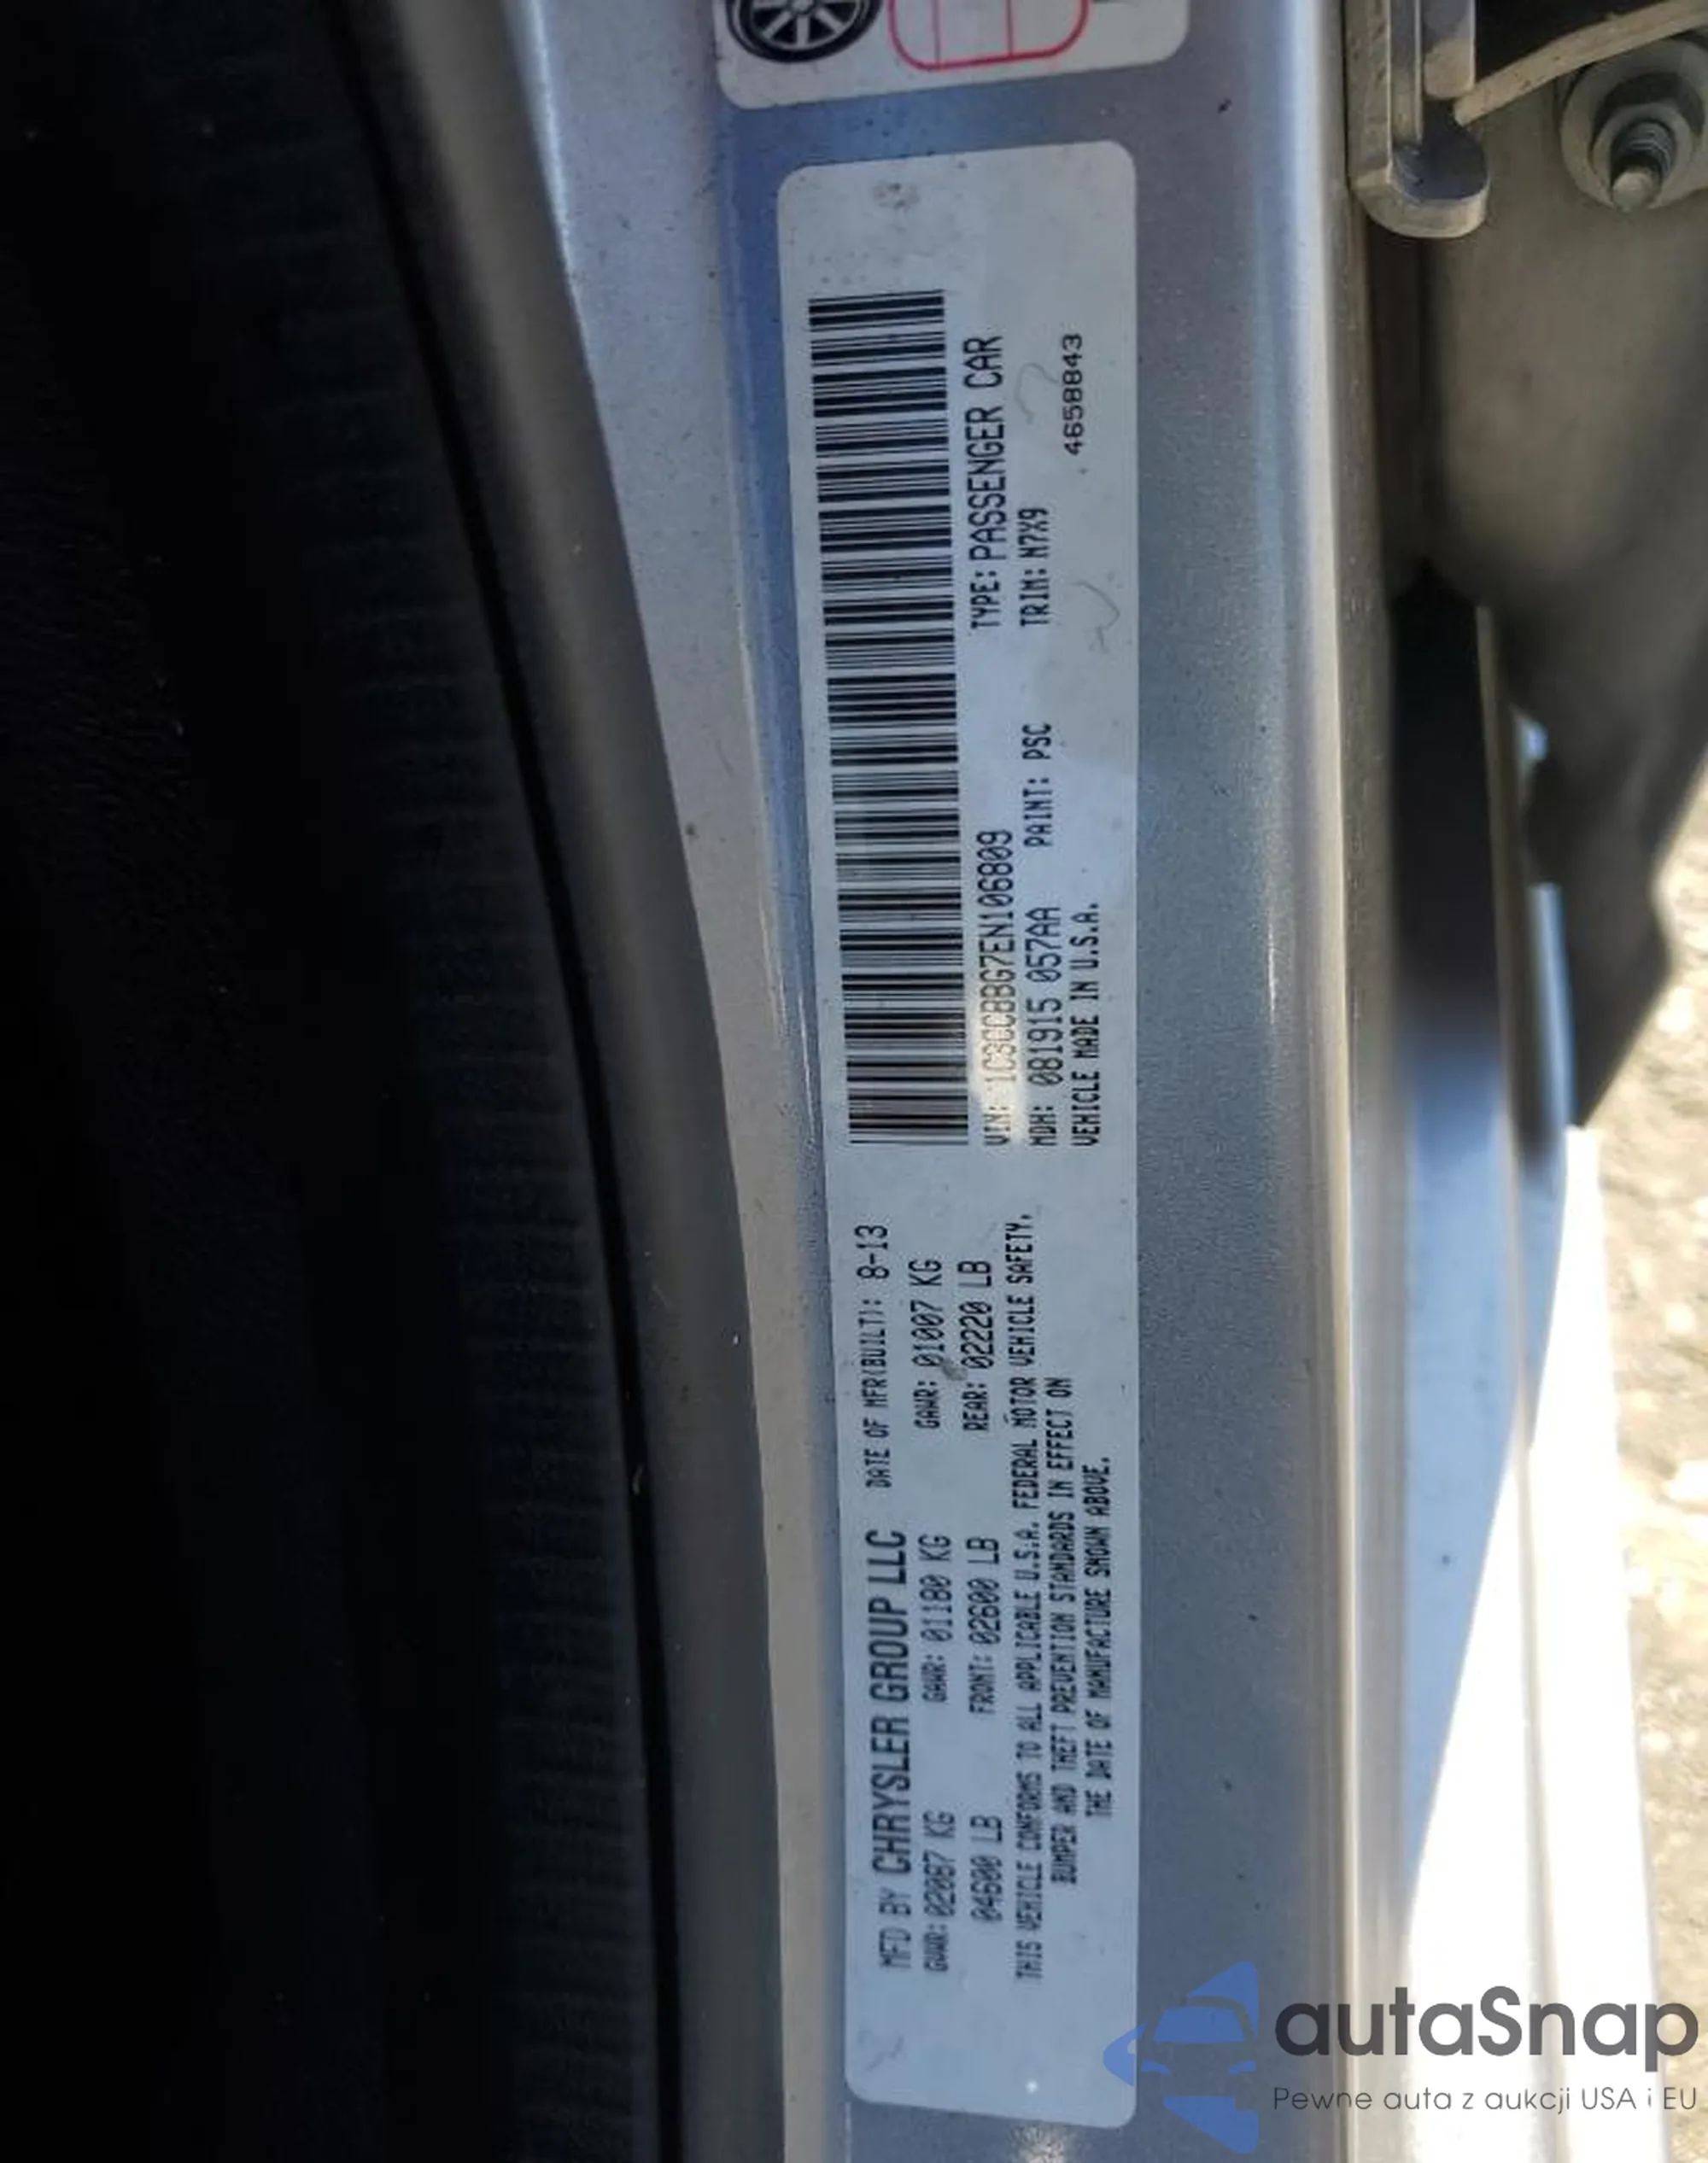 MFD BY CHRYSLER GROUP LLC DATE OF MFR(BUILT): 8-13
GVWR: 02087 KG GAWR: 01180 KG GAWR: 01007 KG
04600 LB FRONT: 02600 LB REAR: 02220 LB
THIS VEHICLE CONFORMS TO ALL APPLICABLE U.S.A. FEDERAL MOTOR VEHICLE SAFETY,
BUMPER AND THEFT PREVENTION STANDARDS IN EFFECT ON
THE DATE OF MANUFACTURE SHOWN ABOVE.
VIN: 1C3CCBBG7EN106809 TYPE: PASSENGER CAR
MDH: 081915 057AA PAINT: PSC TRIM: N7X9
VEHICLE MADE IN U.S.A. 4658843
autaSnap
Pewne auta z aukcji USA i EU